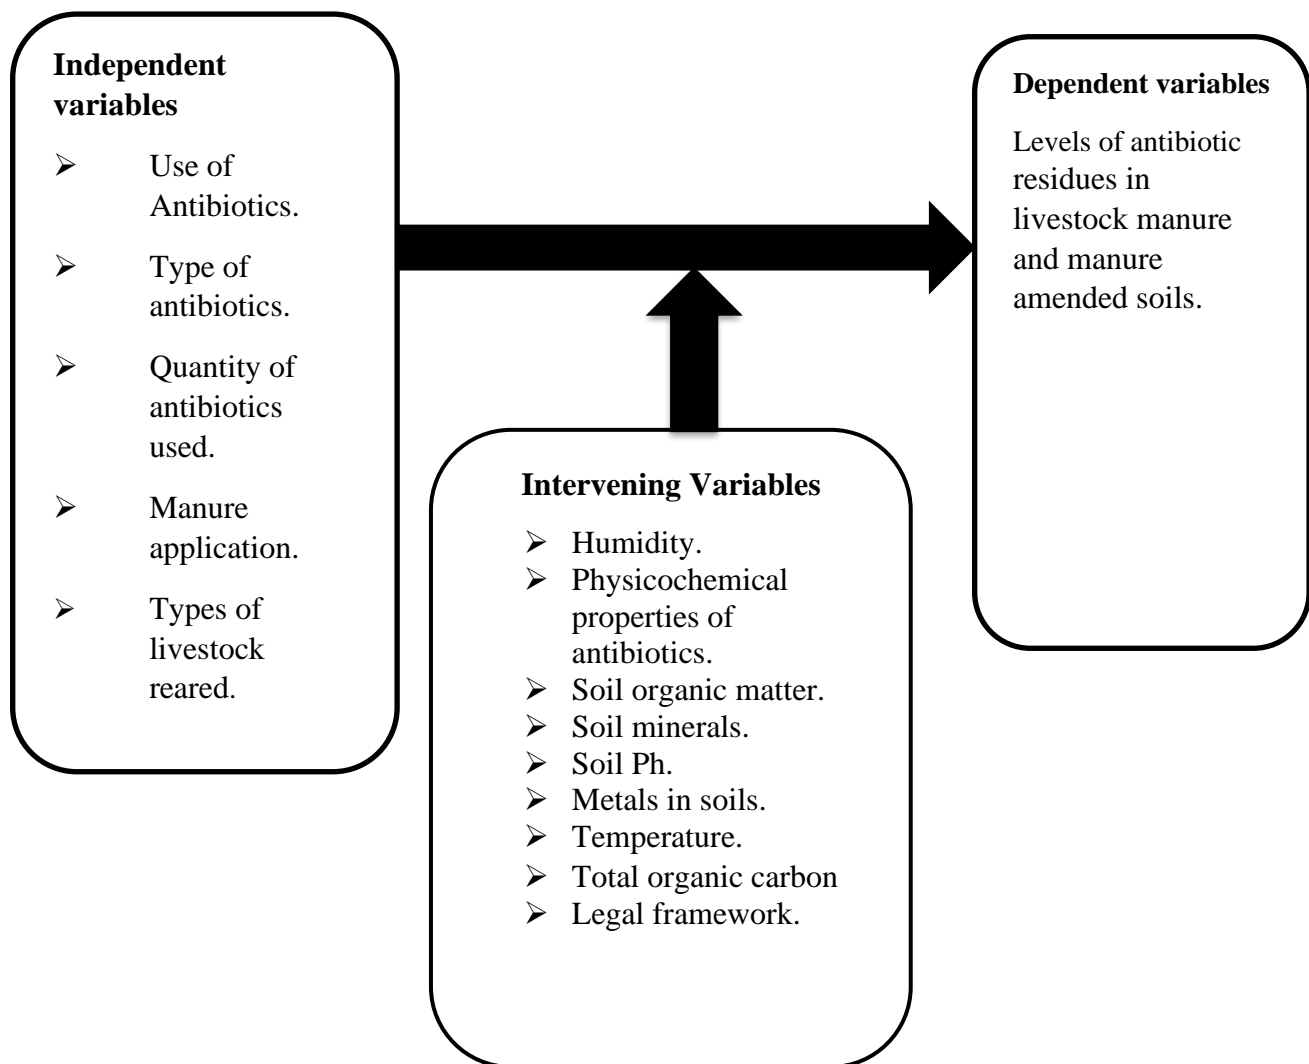 Independent
variables
➢ Use of
Antibiotics.
➢ Type of
antibiotics.
➢ Quantity of
antibiotics
used.
➢ Manure
application.
➢ Types of
livestock
reared.
Dependent variables
Levels of antibiotic
residues in
livestock manure
and manure
amended soils.
Intervening Variables
➢ Humidity.
➢ Physicochemical
properties of
antibiotics.
➢ Soil organic matter.
➢ Soil minerals.
➢ Soil Ph.
➢ Metals in soils.
➢ Temperature.
➢ Total organic carbon
➢ Legal framework.